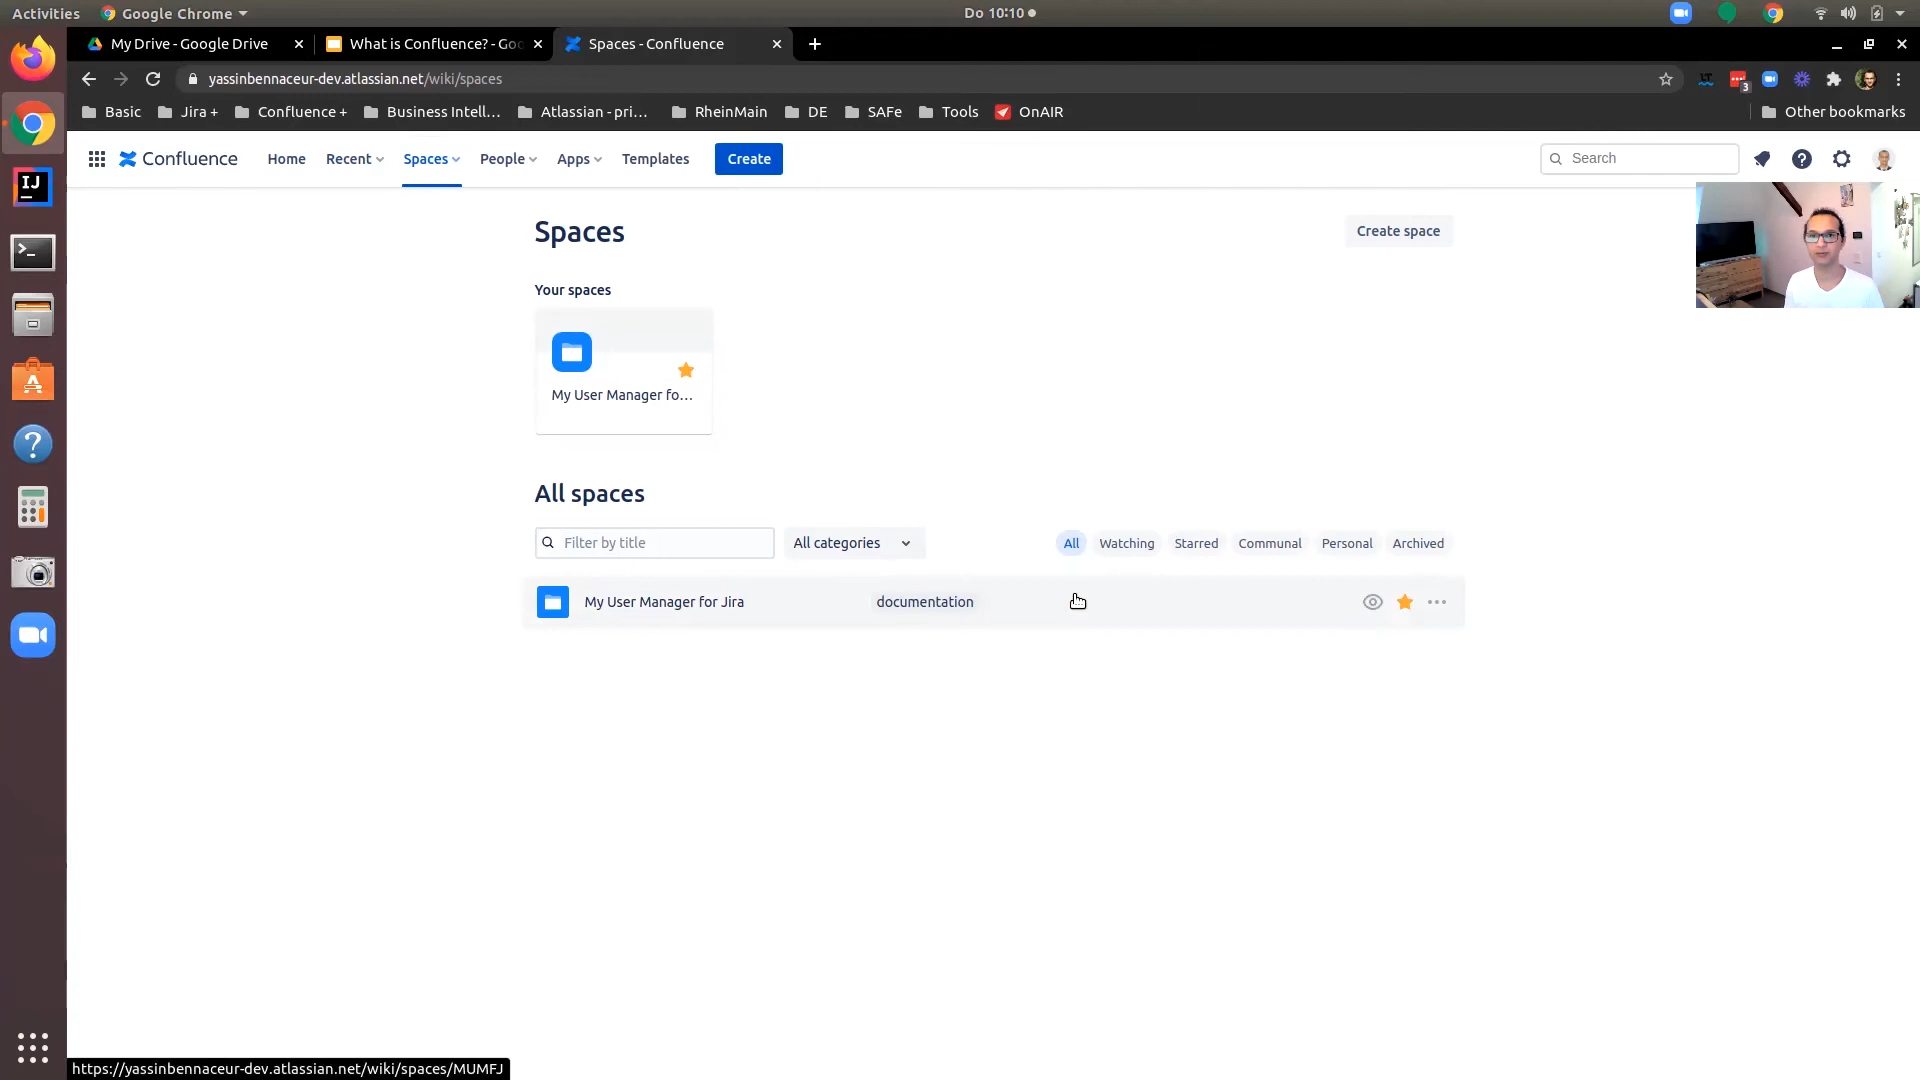 Activities
Google Chrome
Do 10:10
My Drive - Google Drive
What is Confluence? - Goo
Spaces - Confluence
yassinbennaceur-dev.atlassian.net/wiki/spaces
3
Basic
Jira +
Confluence +
Business Intell…
Atlassian - pri…
RheinMain
DE
SAFe
Tools
OnAIR
Other bookmarks
Confluence
Home
Recent
Spaces
People
Apps
Templates
Create
Search
Spaces
Create space
Your spaces
My User Manager fo…
All spaces
Filter by title
All categories
All
Watching
Starred
Communal
Personal
Archived
My User Manager for Jira
documentation
https://yassinbennaceur-dev.atlassian.net/wiki/spaces/MUMFJ